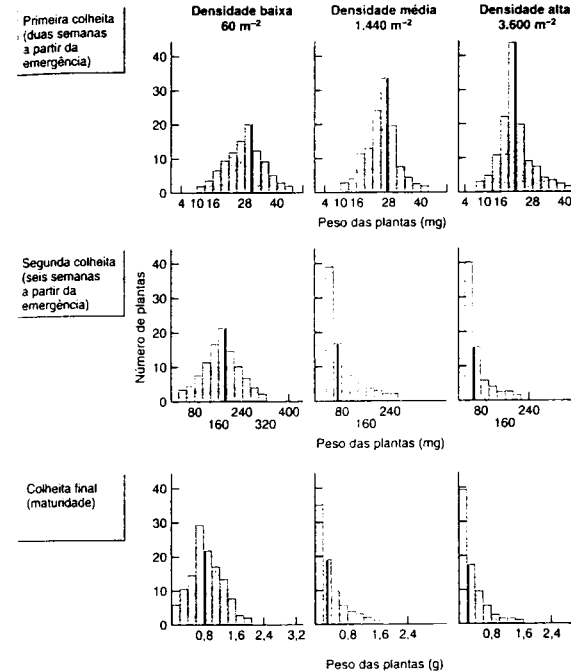 Primeira colheita
(duas semanas
a partir da
emergência)
Densidade baixa
60 m⁻²
Densidade média
1.440 m⁻²
Densidade alta
3.600 m⁻²
40
30
20
10
0
4 10 16 28 40
4 10 16 28 40
4 10 16 28 40
Peso das plantas (mg)
Segunda colheita
(seis semanas
a partir da
emergência)
Número de plantas
40
30
20
10
0
80 240 400
160 320
80 240
160
80 240
160
Peso das plantas (mg)
Colheita final
(maturidade)
40
30
20
10
0
0,8 1,6 2,4 3,2
0,8 1,6 2,4
0,8 1,6 2,4
Peso das plantas (g)